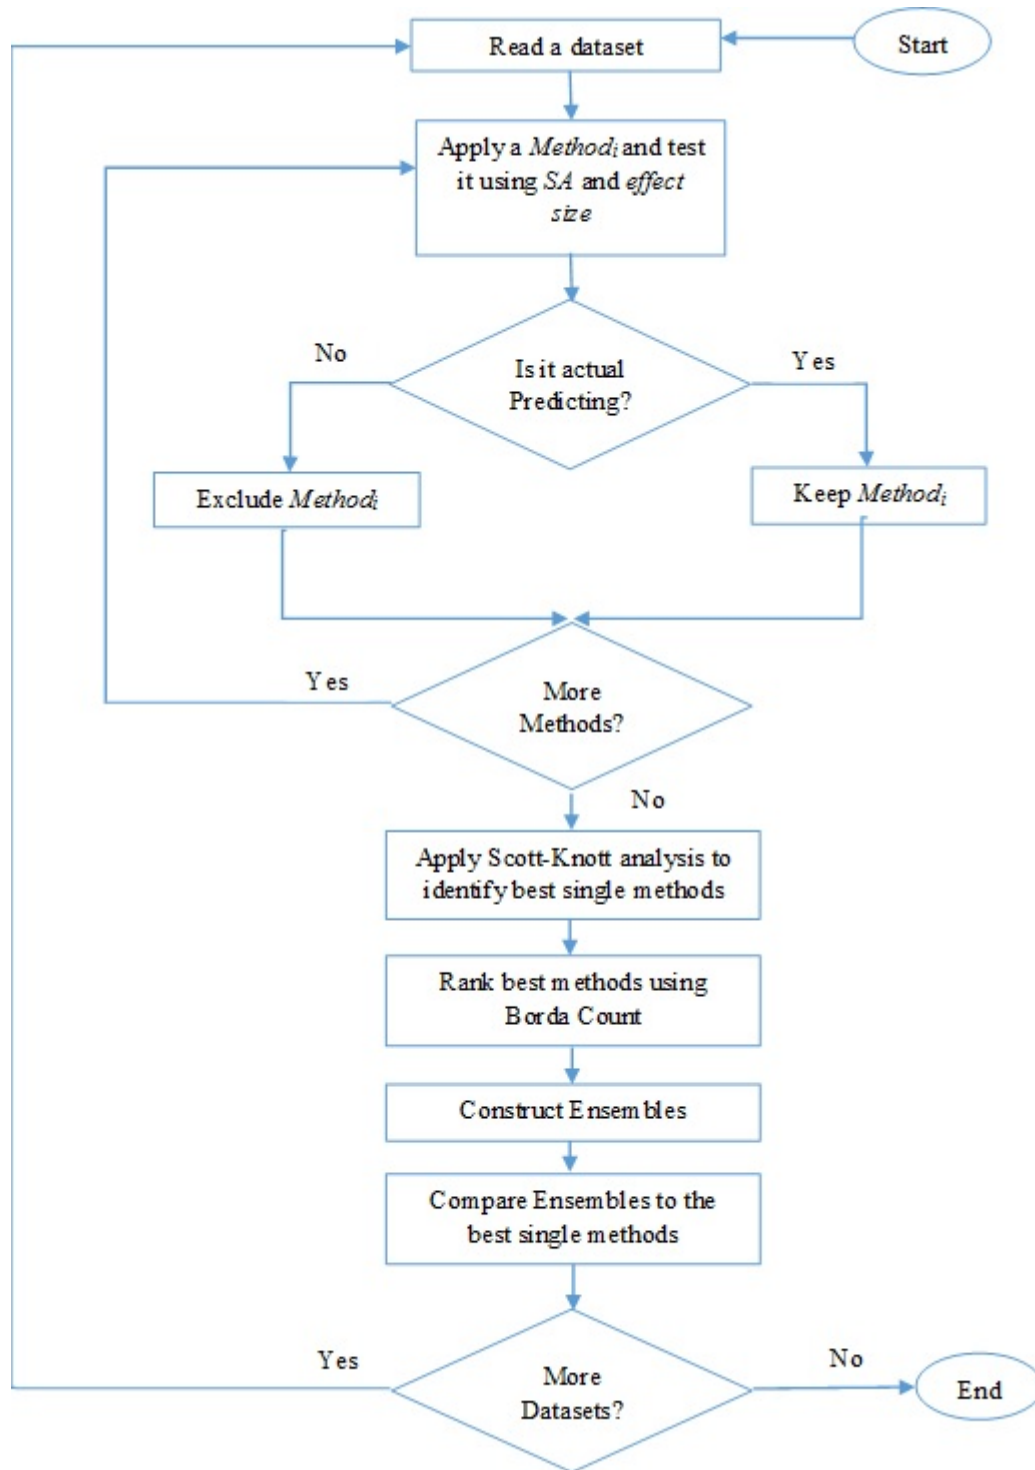 Start
Read a dataset
Apply a Methodi and test
it using SA and effect
size
Is it actual
Predicting?
No
Yes
Exclude Methodi
Keep Methodi
More
Methods?
Yes
No
Apply Scott-Knott analysis to
identify best single methods
Rank best methods using
Borda Count
Construct Ensembles
Compare Ensembles to the
best single methods
More
Datasets?
Yes
No
End